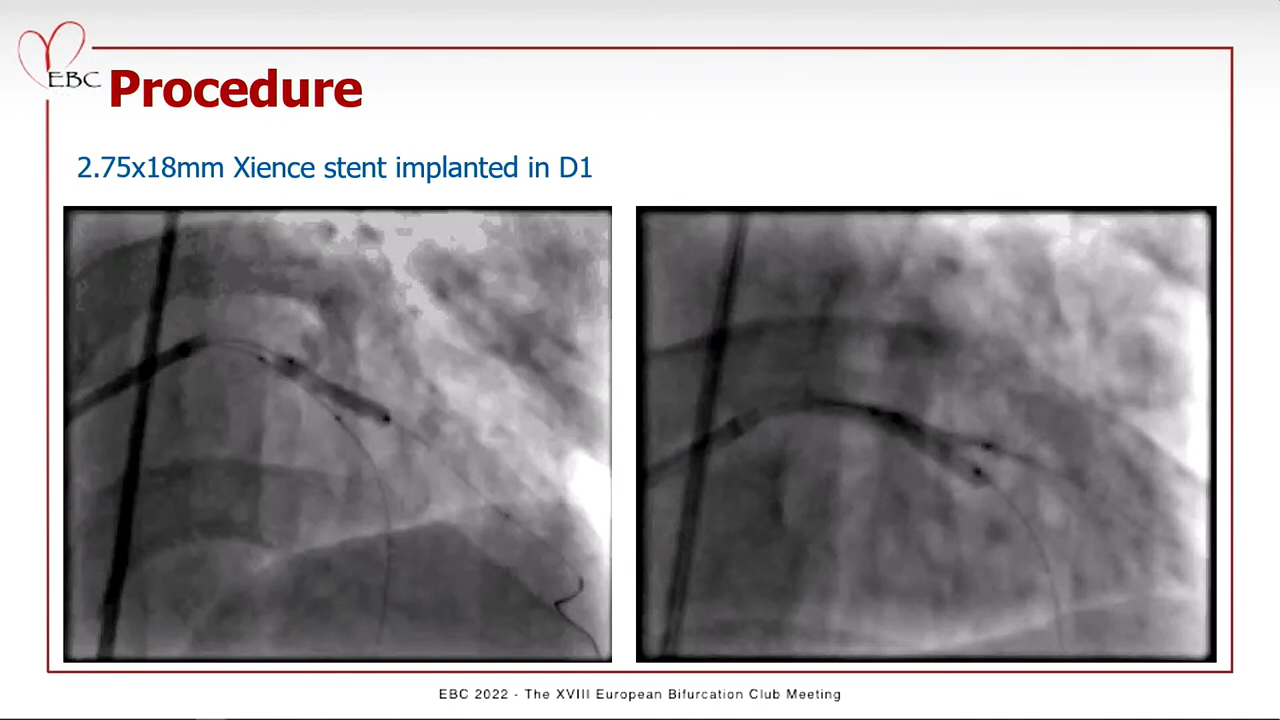 EBC
Procedure
2.75x18mm Xience stent implanted in D1
EBC 2022 - The XVIII European Bifurcation Club Meeting